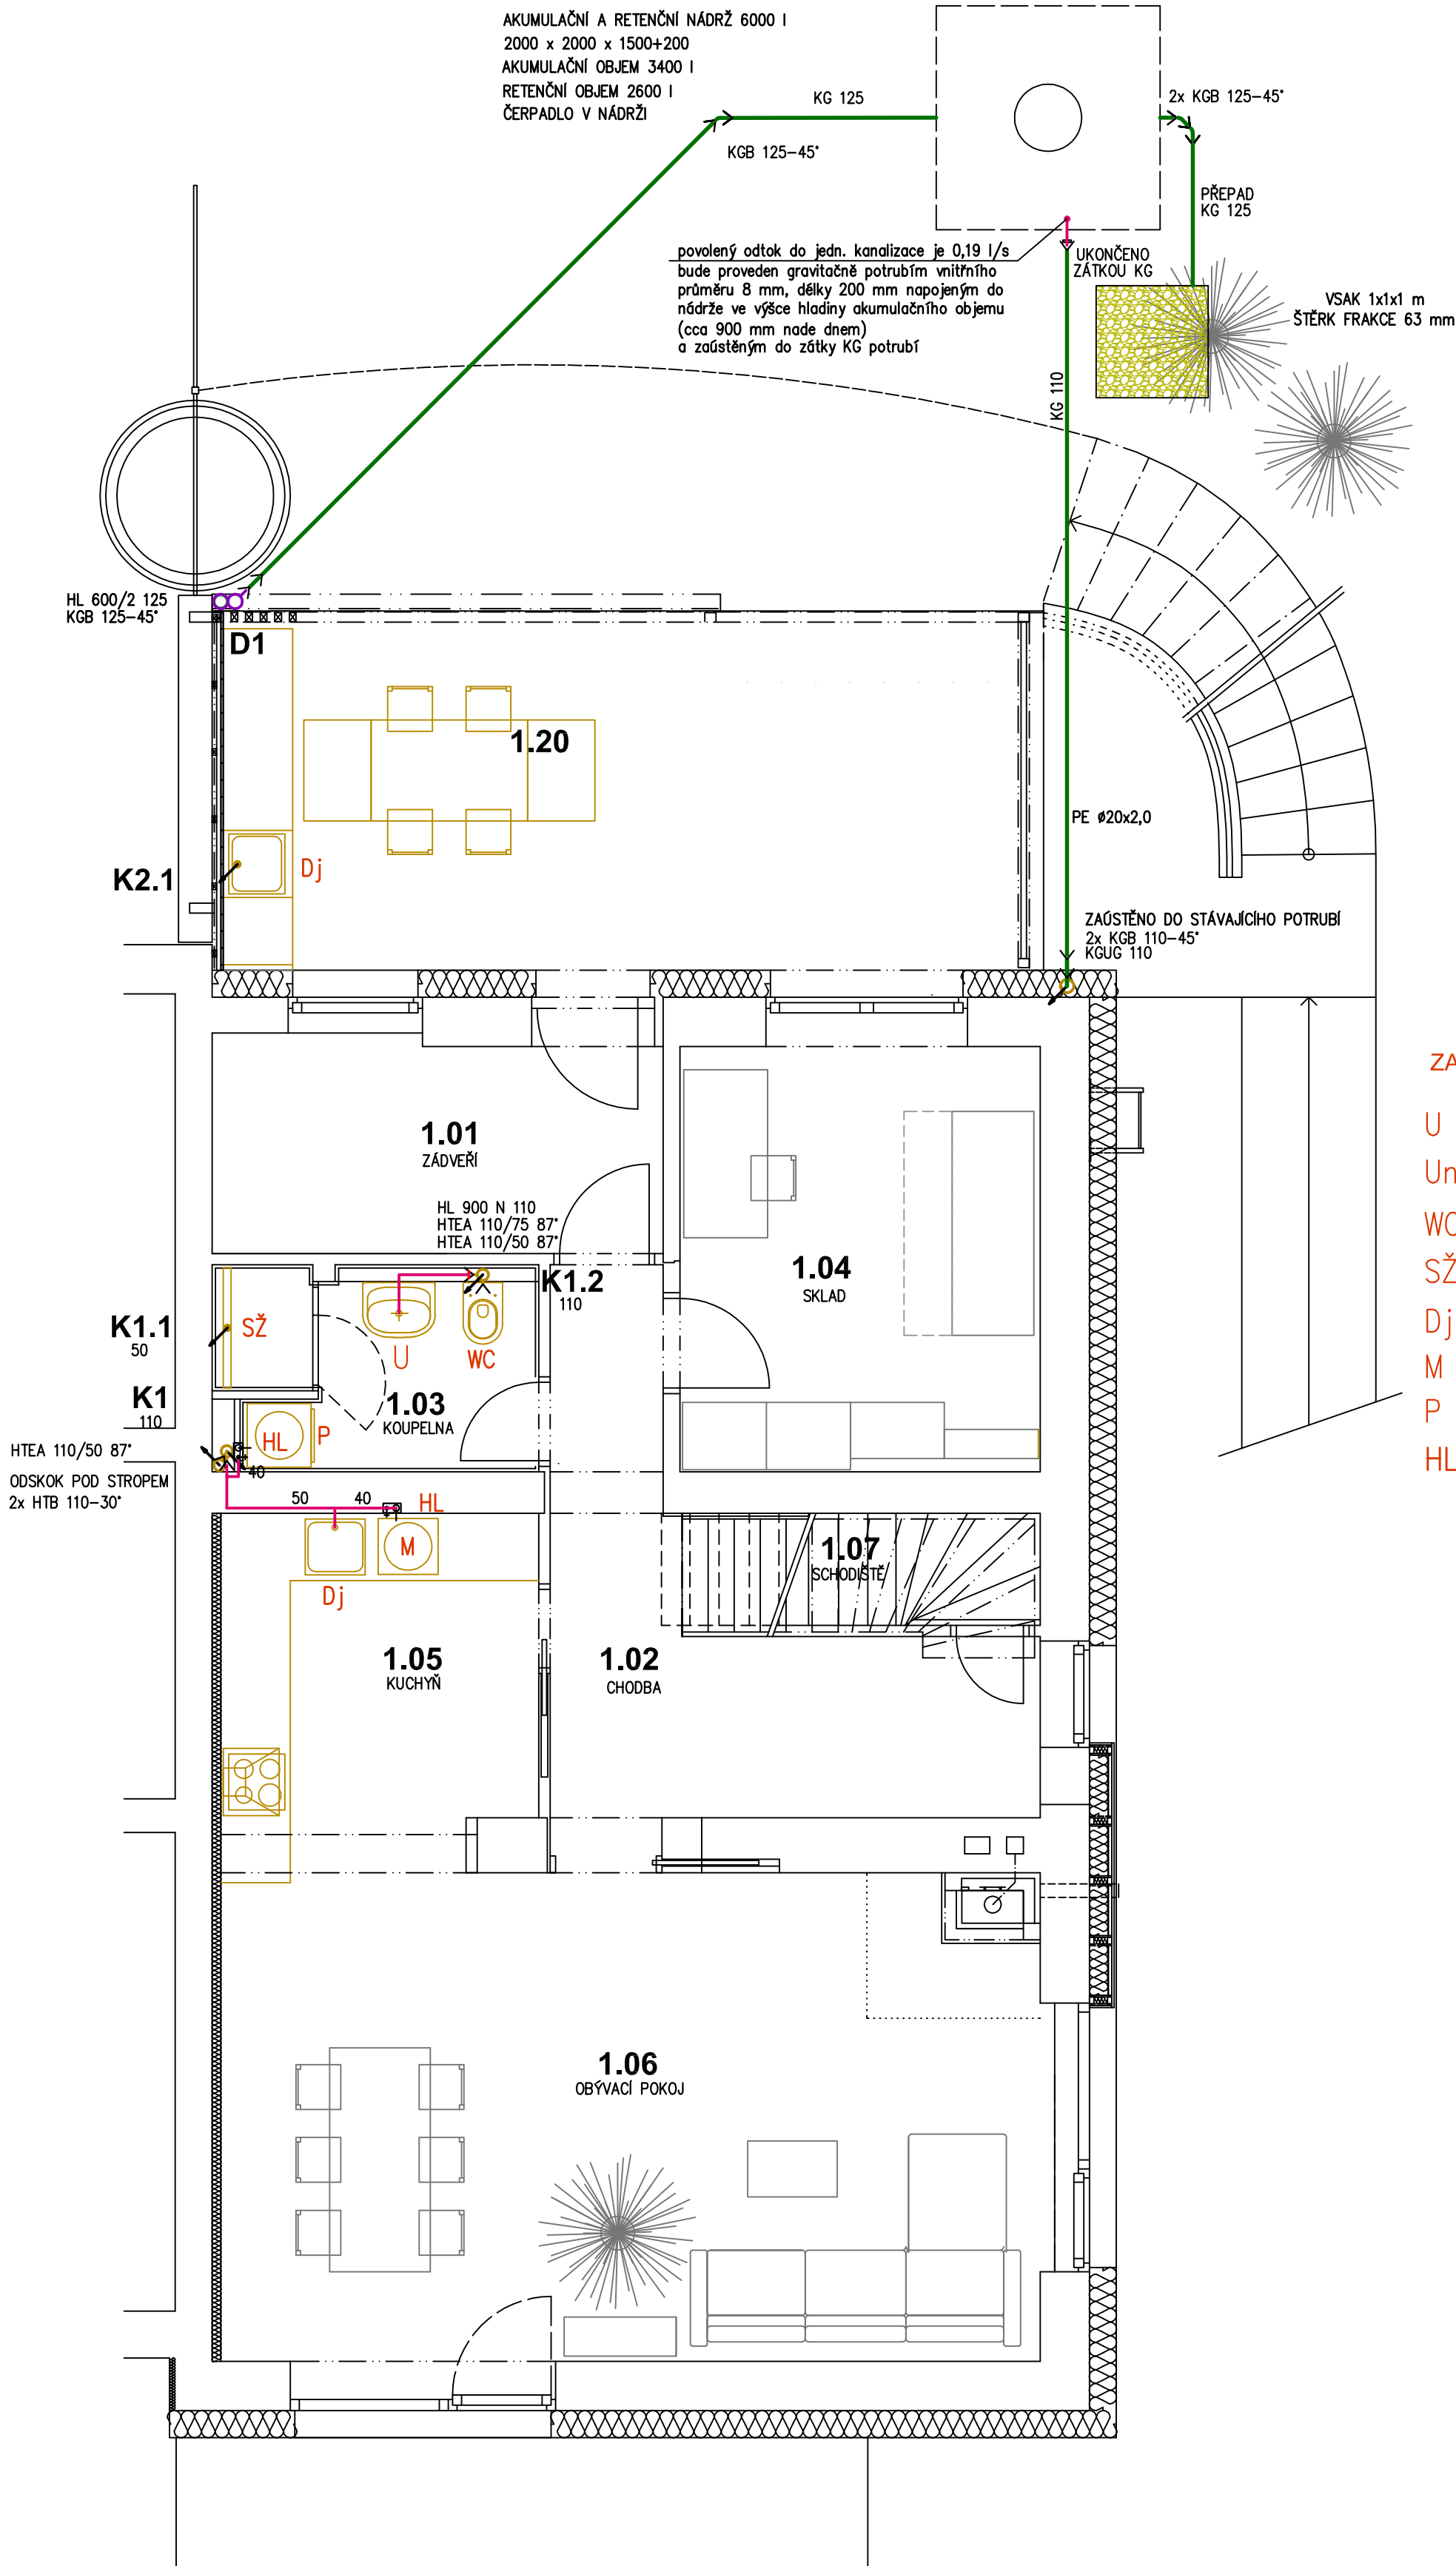 AKUMULAČNÍ A RETENČNÍ NÁDRŽ 6000 l
2000 x 2000 x 1500+200
AKUMULAČNÍ OBJEM 3400 l
RETENČNÍ OBJEM 2600 l
ČERPADLO V NÁDRŽI
KG 125
2x KGB 125-45°
KGB 125-45°
PŘEPAD
KG 125
povolený odtok do jedn. kanalizace je 0,19 l/s
bude proveden gravitačně potrubím vnitřního
průměru 8 mm, délky 200 mm napojeným do
nádrže ve výšce hladiny akumulačního objemu
(cca 900 mm nade dnem)
a zaústěným do zátky KG potrubí
UKONČENO
ZÁTKOU KG
VSAK 1x1x1 m
ŠTĚRK FRAKCE 63 mm
KG 110
HL 600/2 125
KGB 125-45°
D1
1.20
PE ø20x2,0
K2.1
Dj
ZAÚSTĚNO DO STÁVAJÍCÍHO POTRUBÍ
2x KGB 110-45°
KGUG 110
ZA
U
Un
WC
SŽ
Dj
M
P
HL
1.01
ZÁDVEŘÍ
HL 900 N 110
HTEA 110/75 87°
HTEA 110/50 87°
K1.2
110
1.04
SKLAD
K1.1
50
SŽ
U
WC
K1
110
1.03
KOUPELNA
HL
P
HTEA 110/50 87°
40
ODSKOK POD STROPEM
2x HTB 110-30°
50
40
HL
M
Dj
1.07
SCHODIŠTĚ
1.05
KUCHYŇ
1.02
CHODBA
1.06
OBÝVACÍ POKOJ